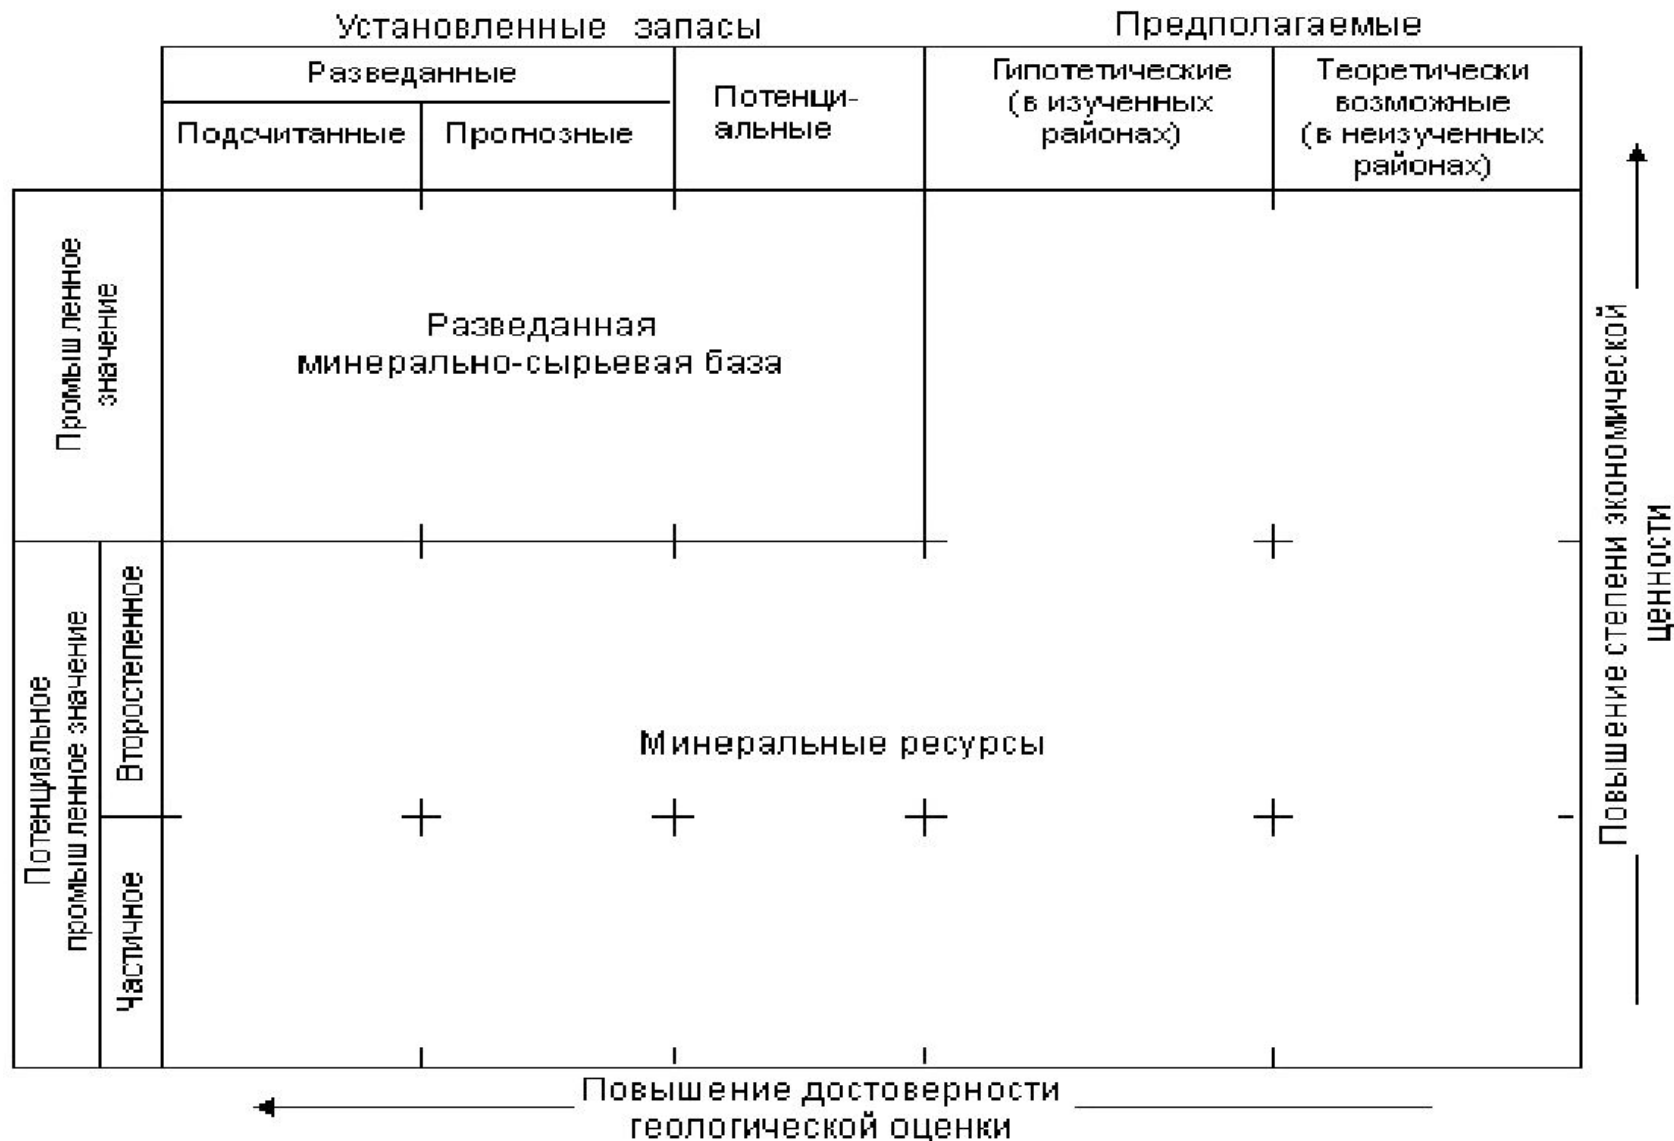 Установленные запасы
Предполагаемые
Разведанные
Подсчитанные
Прогнозные
Потенци-
альные
Гипотетические
(в изученных
районах)
Теоретически
возможные
(в неизученных
районах)
Промышленное
значение
Разведанная
минерально-сырьевая база
Потенциальное
промышленное значение
Второстепенное
Частичное
Минеральные ресурсы
Повышение степени экономической
ценности
Повышение достоверности
геологической оценки